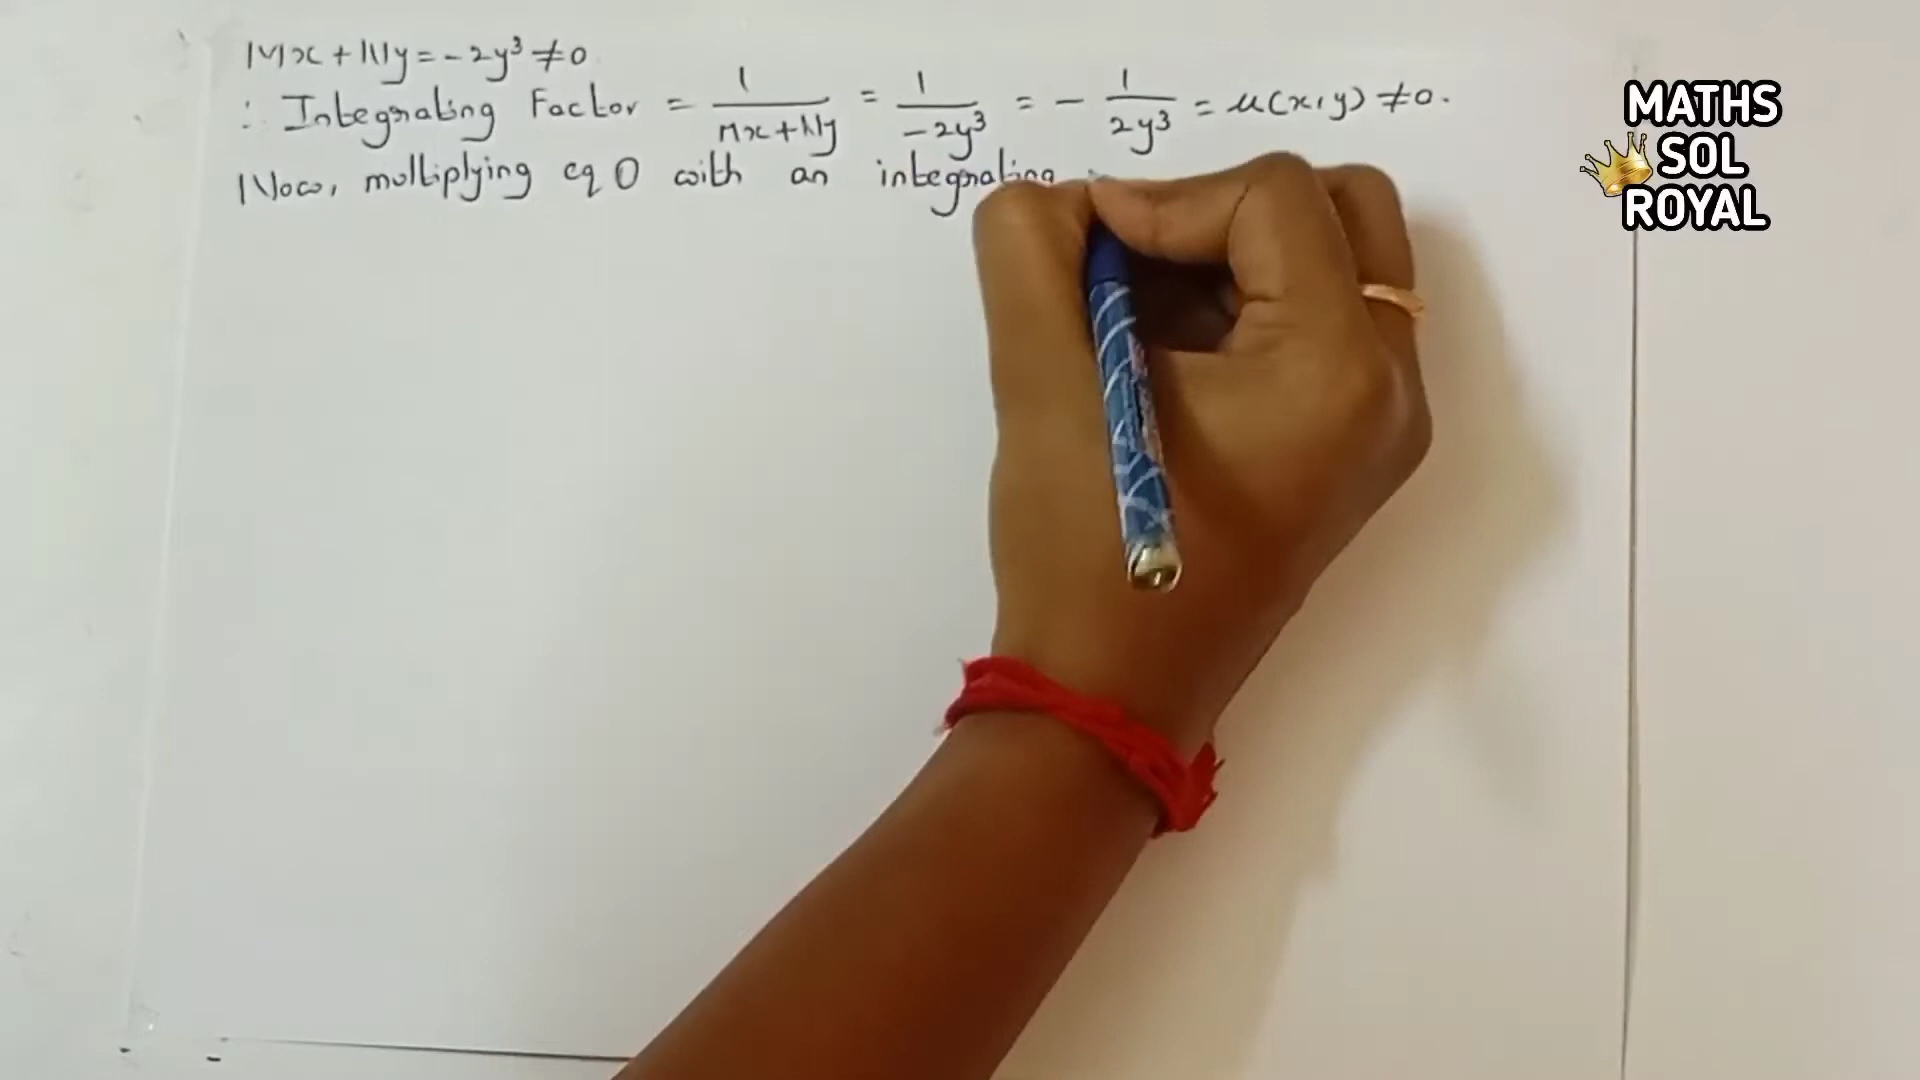 Mx + Ny = -2y³ ≠ 0
∴ Integrating Factor = 1/(Mx + Ny) = 1/(-2y³) = - 1/(2y³) = μ(x,y) ≠ 0.
Now, multiplying eq ① with an integrating
MATHS
SOL
ROYAL